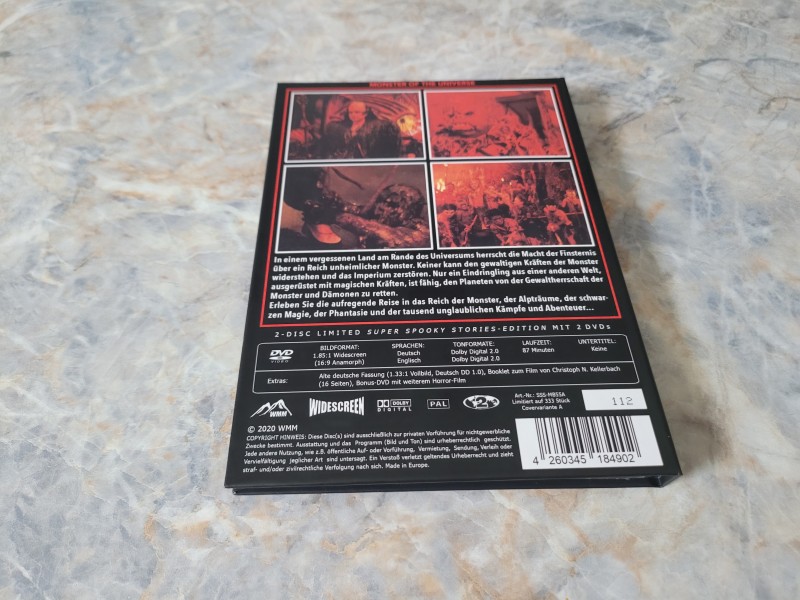 MONSTER OF THE UNIVERSE
In einem vergessenen Land am Rande des Universums herrscht die Macht der Finsternis
über ein Reich unheimlicher Monster. Keiner kann den gewaltigen Kräften der Monster
widerstehen und das Imperium zerstören. Nur ein Eindringling aus einer anderen Welt,
ausgerüstet mit magischen Kräften, ist fähig, den Planeten von der Gewaltherrschaft der
Monster und Dämonen zu retten.
Erleben Sie die aufregende Reise in das Reich der Monster, der Alpträume, der schwar-
zen Magie, der Phantasie und der tausend unglaublichen Kämpfe und Abenteuer...
2-DISC LIMITED SUPER SPOOKY STORIES-EDITION MIT 2 DVDs
DVD VIDEO
BILDFORMAT: SPRACHEN: TONFORMATE: LAUFZEIT: UNTERTITEL:
1.85:1 Widescreen Deutsch Dolby Digital 2.0 87 Minuten Keine
(16:9 Anamorph) Englisch Dolby Digital 2.0
Extras: Alte deutsche Fassung (1.33:1 Vollbild, Deutsch DD 1.0), Booklet zum Film von Christoph N. Kellerbach
(16 Seiten), Bonus-DVD mit weiterem Horror-Film
WMM WIDESCREEN DOLBY DIGITAL PAL 2
Art.-Nr.: SSS-MB55A
Limitiert auf 333 Stück
Covervariante A
112
© 2020 WMM
COPYRIGHT HINWEIS: Diese Disc(s) sind ausschließlich zur privaten Vorführung für nichtgewerbliche
Zwecke bestimmt. Ausstattung und das Programm (Bild und Ton) sind urheberrechtlich geschützt.
Jede andere Nutzung, wie z.B. öffentliche Auf- oder Vorführung, Vermietung, Sendung, Verleih oder
Vervielfältigung jeglicher Art sind untersagt. Ein Verstoß verletzt geltendes Urheberrecht und zieht
straf- und/oder zivilrechtliche Verfolgung nach sich. Made in Europe.
4 260345 184902